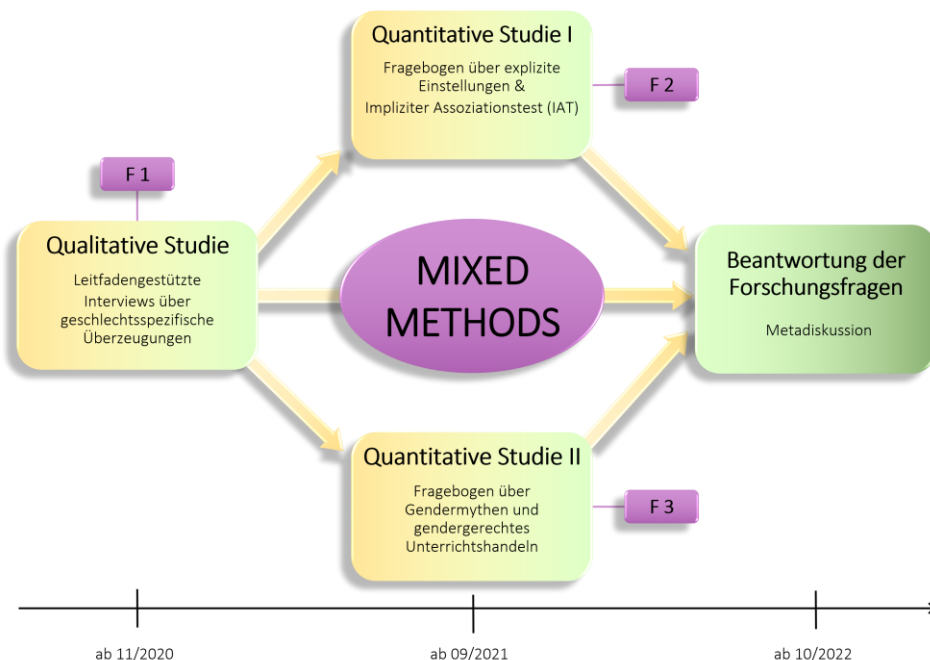 Quantitative Studie I
Fragebogen über explizite
Einstellungen &
Impliziter Assoziationstest (IAT)
F 2
F 1
Qualitative Studie
Leitfadengestützte
Interviews über
geschlechtsspezifische
Überzeugungen
MIXED
METHODS
Beantwortung der
Forschungsfragen
Metadiskussion
Quantitative Studie II
Fragebogen über
Gendermythen und
gendergerechtes
Unterrichtshandeln
F 3
ab 11/2020
ab 09/2021
ab 10/2022